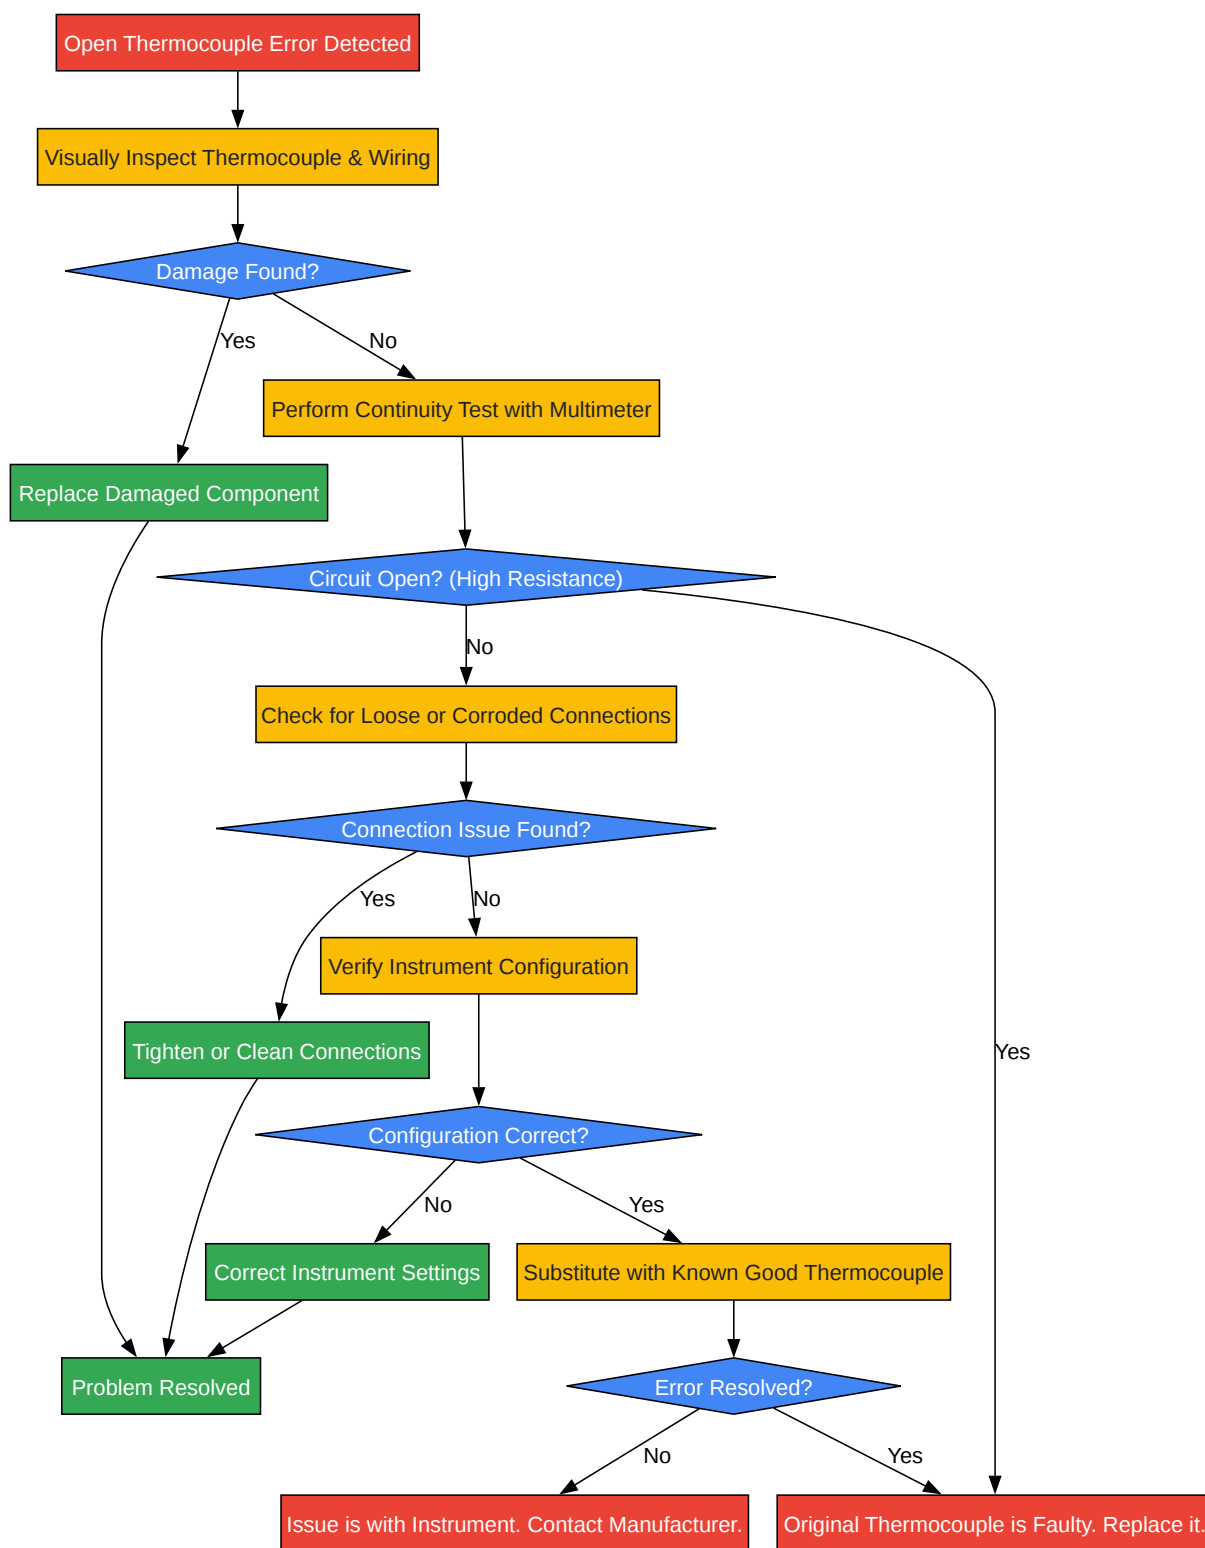 Open Thermocouple Error Detected
Visually Inspect Thermocouple & Wiring
Damage Found?
Yes
No
Perform Continuity Test with Multimeter
Replace Damaged Component
Circuit Open? (High Resistance)
No
Check for Loose or Corroded Connections
Connection Issue Found?
Yes
No
Verify Instrument Configuration
Tighten or Clean Connections
Yes
Configuration Correct?
No
Yes
Correct Instrument Settings
Substitute with Known Good Thermocouple
Problem Resolved
Error Resolved?
No
Yes
Issue is with Instrument. Contact Manufacturer.
Original Thermocouple is Faulty. Replace it.